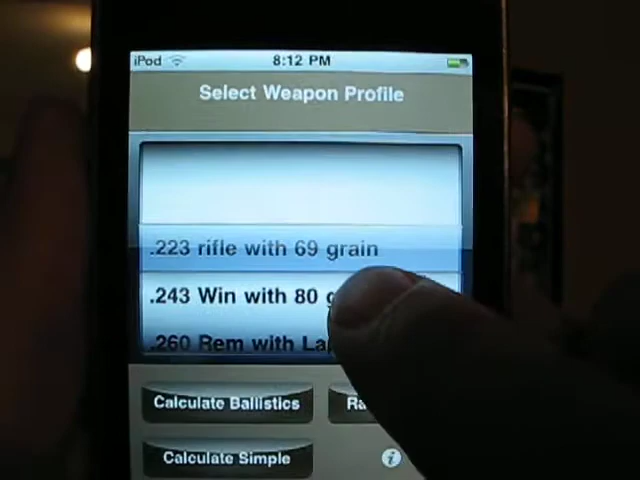 iPod 8:12 PM
Select Weapon Profile
.223 rifle with 69 grain
.243 Win with 80
.260 Rem with
Calculate Ballistics
Calculate Simple
i